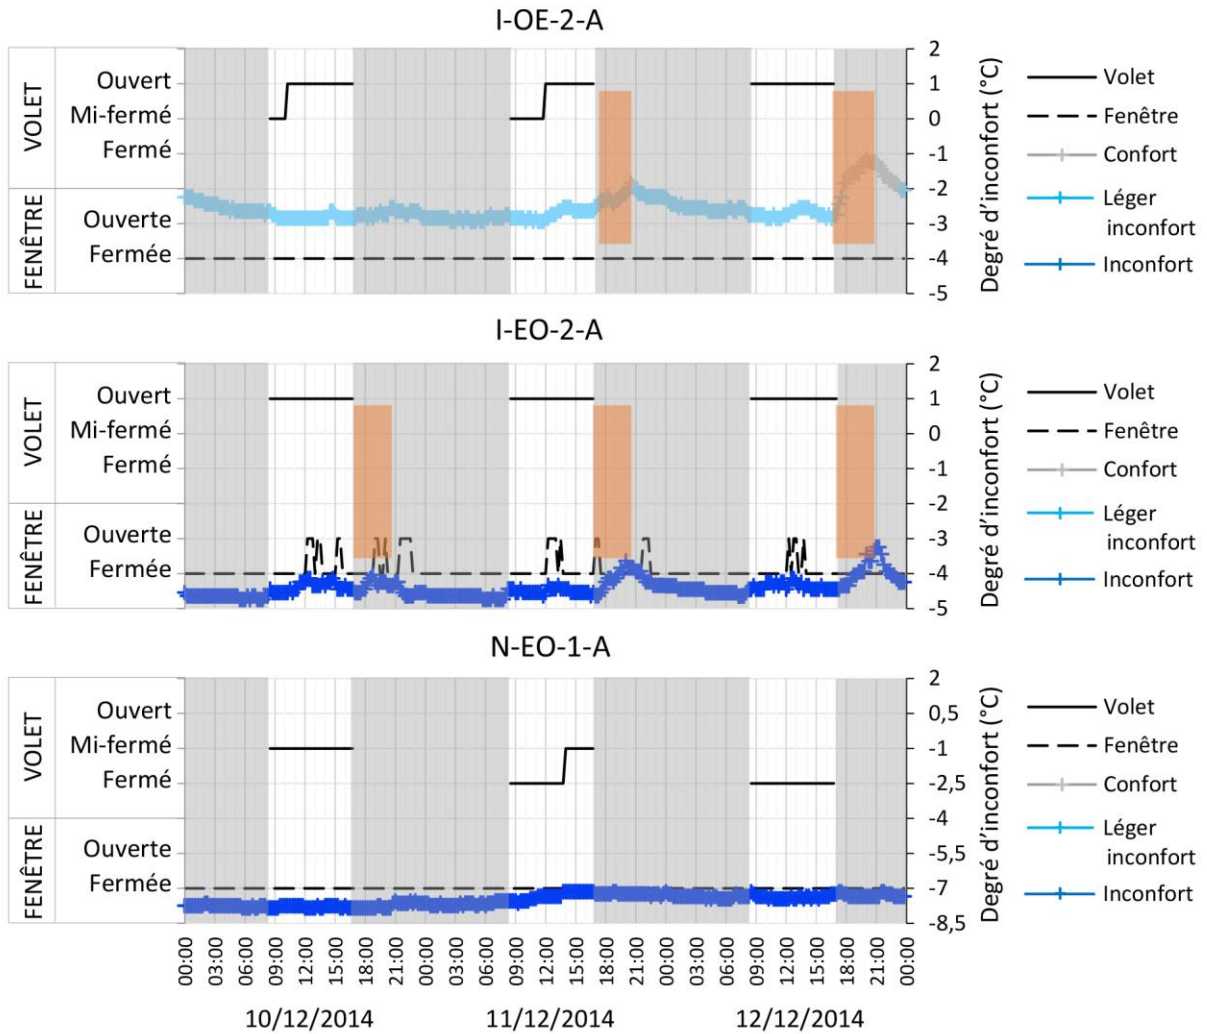 I-OE-2-A
VOLET
Ouvert
Mi-fermé
Fermé
FENÊTRE
Ouverte
Fermée
2
1
0
-1
-2
-3
-4
-5
Degré d’inconfort (°C)
Volet
Fenêtre
Confort
Léger
inconfort
Inconfort
I-EO-2-A
VOLET
Ouvert
Mi-fermé
Fermé
FENÊTRE
Ouverte
Fermée
2
1
0
-1
-2
-3
-4
-5
Degré d’inconfort (°C)
Volet
Fenêtre
Confort
Léger
inconfort
Inconfort
N-EO-1-A
VOLET
Ouvert
Mi-fermé
Fermé
FENÊTRE
Ouverte
Fermée
2
0,5
-1
-2,5
-4
-5,5
-7
-8,5
Degré d’inconfort (°C)
Volet
Fenêtre
Confort
Léger
inconfort
Inconfort
00:00 03:00 06:00 09:00 12:00 15:00 18:00 21:00 00:00 03:00 06:00 09:00 12:00 15:00 18:00 21:00 00:00 03:00 06:00 09:00 12:00 15:00 18:00 21:00 00:00
10/12/2014 11/12/2014 12/12/2014